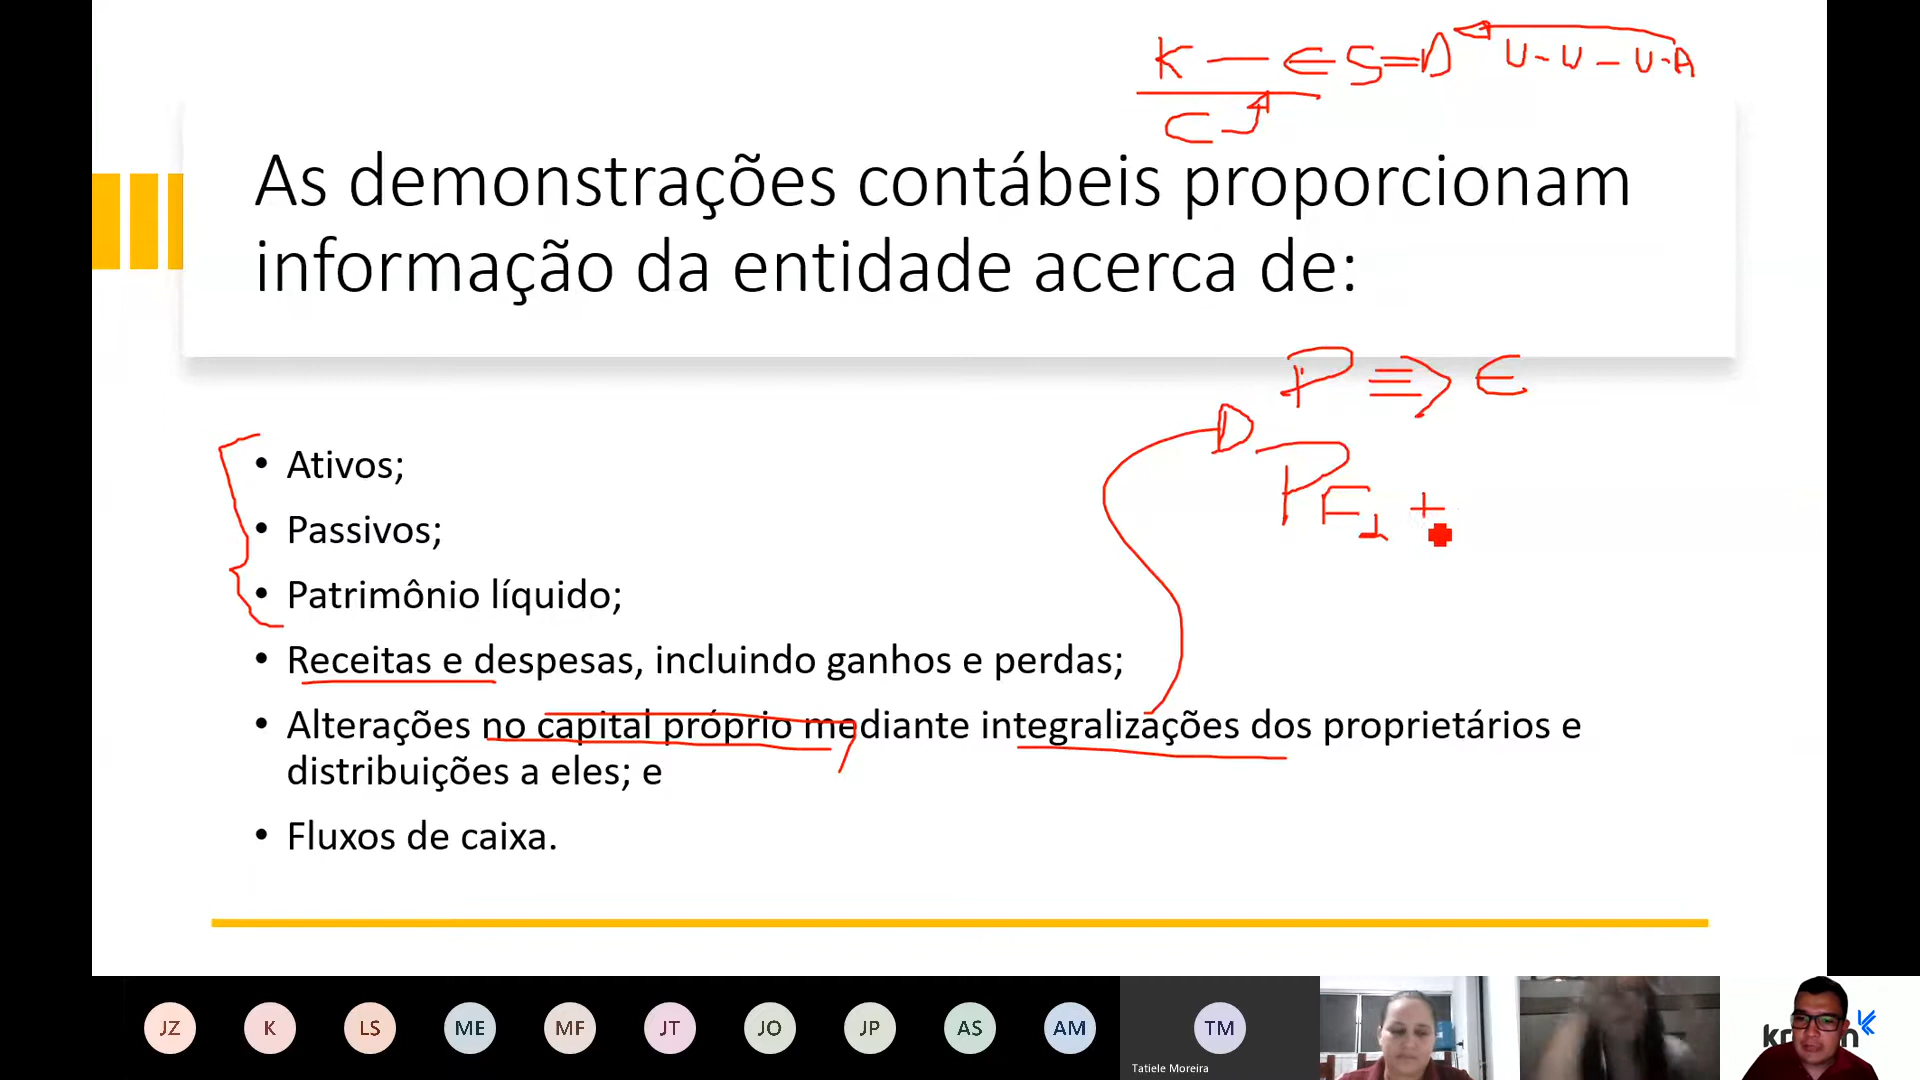 K — E S = D U - U - U - A
C
As demonstrações contábeis proporcionam
informação da entidade acerca de:
P ⇒ E
PF1 +
• Ativos;
• Passivos;
• Patrimônio líquido;
• Receitas e despesas, incluindo ganhos e perdas;
• Alterações no capital próprio mediante integralizações dos proprietários e
distribuições a eles; e
• Fluxos de caixa.
JZ K LS ME MF JT JO JP AS AM TM
Tatiele Moreira